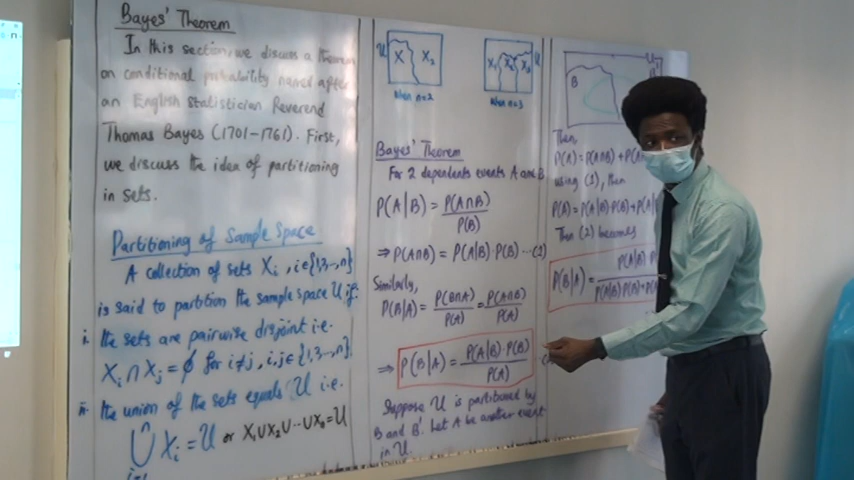 Bayes' Theorem
In this section, we discuss a theorem
on conditional probability named after
an English statistician Reverend
Thomas Bayes (1701-1761). First,
we discuss the idea of partitioning
in sets.
Partitioning of Sample Space
A collection of sets Xᵢ, i∈{1,2,...,n}
is said to partition the sample space U if:
i. the sets are pairwise disjoint i.e.
Xᵢ∩Xⱼ=∅ for i≠j, i,j∈{1,2,...,n}.
ii. the union of the sets equals U i.e.
⋃ Xᵢ = U or X₁∪X₂∪...∪Xₙ=U
U X X₂
when n=2
X₁ X₂ X₃ U
when n=3
Bayes' Theorem
For 2 dependents events A and B
P(A|B) = P(A∩B)/P(B)
⇒ P(A∩B) = P(A|B)·P(B) ...(1)
Similarly,
P(B|A) = P(B∩A)/P(A) = P(A∩B)/P(A)
⇒ P(B|A) = P(A|B)·P(B)/P(A)
Suppose U is partitioned by
B and B'. Let A be another event
in U.
U
B
Then,
P(A)=P(A∩B)+P(A
using (1), then
P(A)=P(A|B)·P(B)+P(A|
Then (2) becomes
P(B|A)= P(A|B)·P(/P(A|B)·P(B)+P(A